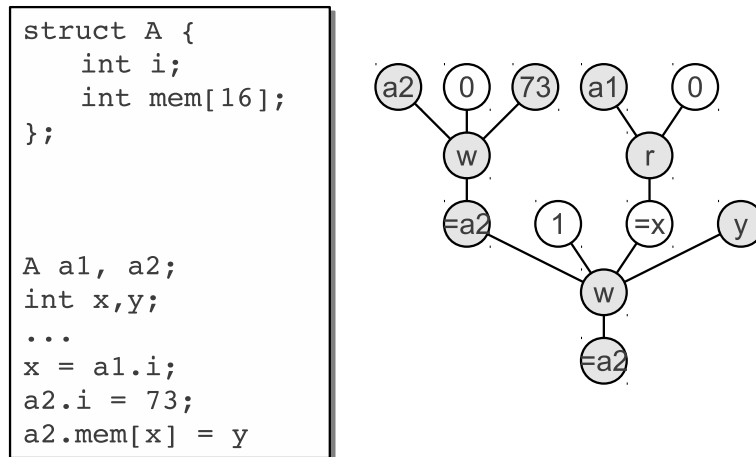 struct A {
int i;
int mem[16];
};
A a1, a2;
int x,y;
...
x = a1.i;
a2.i = 73;
a2.mem[x] = y
a2 0 73 a1 0
w r
=a2 1 =x y
w
=a2